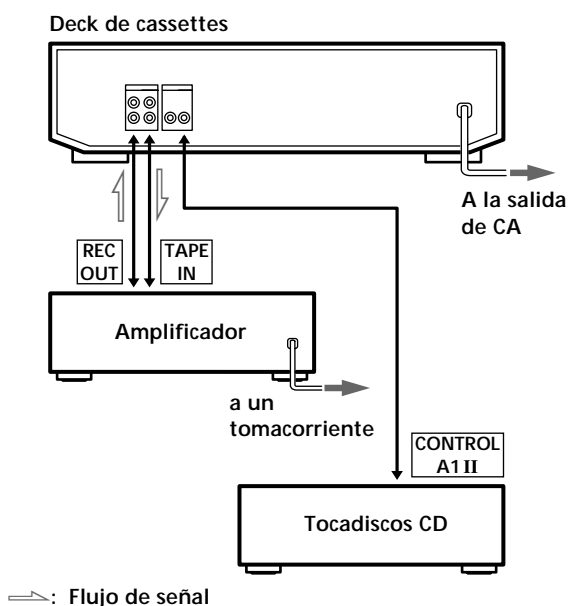 Deck de cassettes
A la salida
de CA
REC
OUT
TAPE
IN
Amplificador
a un
tomacorriente
CONTROL
A1II
Tocadiscos CD
: Flujo de señal